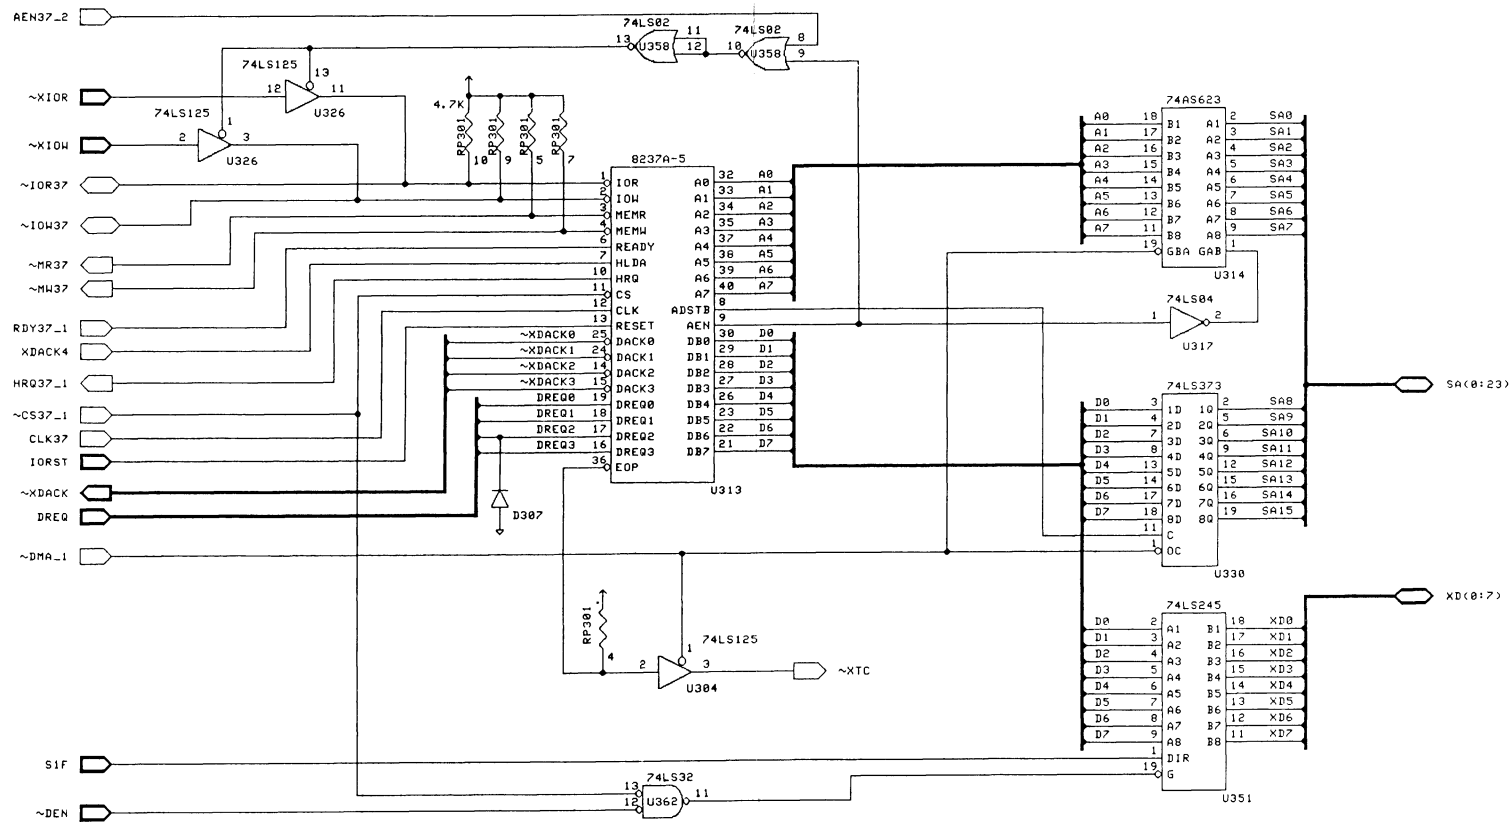 AEN37_2
74LS02
13
U358
11
12
74LS02
10
U358
8
9
74LS125
13
12
11
U326
74LS125
1
2
3
U326
~XIOR
~XIOW
~IOR37
~IOW37
~MR37
~MW37
RDY37_1
XDACK4
HRQ37_1
~CS37_1
CLK37
IORST
~XDACK
DREQ
~DMA_1
S1F
~DEN
4.7K
RP301
RP301
RP301
RP301
10
9
5
7
8237A-5
1 IOR
2 IOW
3 MEMR
4 MEMW
6 READY
7 HLDA
10 HRQ
11 CS
12 CLK
13 RESET
~XDACK0 25 DACK0
~XDACK1 24 DACK1
~XDACK2 14 DACK2
~XDACK3 15 DACK3
DREQ0 19 DREQ0
DREQ1 18 DREQ1
DREQ2 17 DREQ2
DREQ3 16 DREQ3
36 EOP
A0 32 A0
A1 33 A1
A2 34 A2
A3 35 A3
A4 37 A4
A5 38 A5
A6 39 A6
A7 40 A7
ADSTB 8
AEN 9
DB0 30 D0
DB1 29 D1
DB2 28 D2
DB3 27 D3
DB4 26 D4
DB5 23 D5
DB6 22 D6
DB7 21 D7
U313
D307
RP301
4
74LS125
1
2
3
U304
~XTC
74AS623
A0 18 B1 A1 2 SA0
A1 17 B2 A2 3 SA1
A2 16 B3 A3 4 SA2
A3 15 B4 A4 5 SA3
A4 14 B5 A5 6 SA4
A5 13 B6 A6 7 SA5
A6 12 B7 A7 8 SA6
A7 11 B8 A8 9 SA7
19 GBA GAB 1
U314
74LS04
1
2
U317
74LS373
D0 3 1D 1Q 2 SA8
D1 4 2D 2Q 5 SA9
D2 7 3D 3Q 6 SA10
D3 8 4D 4Q 9 SA11
D4 13 5D 5Q 12 SA12
D5 14 6D 6Q 15 SA13
D6 17 7D 7Q 16 SA14
D7 18 8D 8Q 19 SA15
11 C
1 OC
U330
SA(0:23)
74LS245
D0 2 A1 B1 18 XD0
D1 3 A2 B2 17 XD1
D2 4 A3 B3 16 XD2
D3 5 A4 B4 15 XD3
D4 6 A5 B5 14 XD4
D5 7 A6 B6 13 XD5
D6 8 A7 B7 12 XD6
D7 9 A8 B8 11 XD7
1 DIR
19 G
U351
XD(0:7)
74LS32
13
12
U362
11